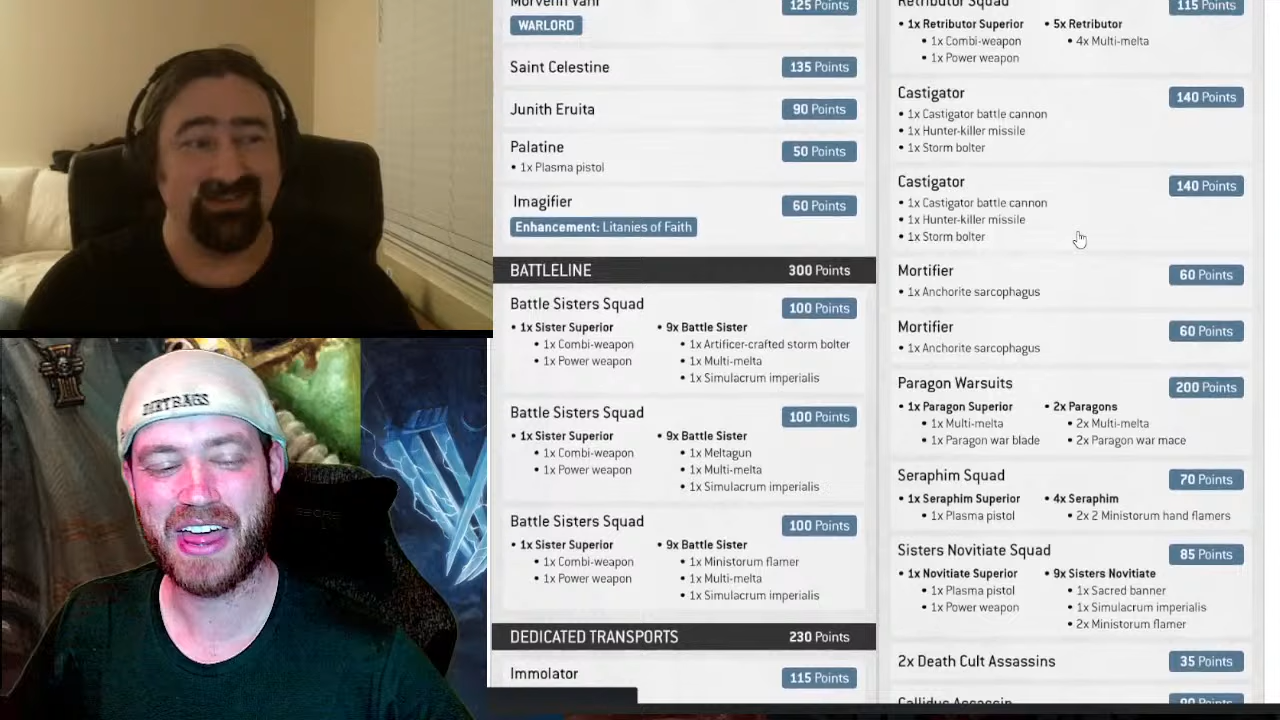 DIRTBAGS
Morvenn Vahl
125 Points
WARLORD
Saint Celestine
135 Points
Junith Eruita
90 Points
Palatine
50 Points
• 1x Plasma pistol
Imagifier
60 Points
Enhancement: Litanies of Faith
BATTLELINE
300 Points
Battle Sisters Squad
100 Points
• 1x Sister Superior
• 9x Battle Sister
• 1x Combi-weapon
• 1x Artificer-crafted storm bolter
• 1x Power weapon
• 1x Multi-melta
• 1x Simulacrum imperialis
Battle Sisters Squad
100 Points
• 1x Sister Superior
• 9x Battle Sister
• 1x Combi-weapon
• 1x Meltagun
• 1x Power weapon
• 1x Multi-melta
• 1x Simulacrum imperialis
Battle Sisters Squad
100 Points
• 1x Sister Superior
• 9x Battle Sister
• 1x Combi-weapon
• 1x Ministorum flamer
• 1x Power weapon
• 1x Multi-melta
• 1x Simulacrum imperialis
DEDICATED TRANSPORTS
230 Points
Immolator
115 Points
Retributor Squad
115 Points
• 1x Retributor Superior
• 5x Retributor
• 1x Combi-weapon
• 4x Multi-melta
• 1x Power weapon
Castigator
140 Points
• 1x Castigator battle cannon
• 1x Hunter-killer missile
• 1x Storm bolter
Castigator
140 Points
• 1x Castigator battle cannon
• 1x Hunter-killer missile
• 1x Storm bolter
Mortifier
60 Points
• 1x Anchorite sarcophagus
Mortifier
60 Points
• 1x Anchorite sarcophagus
Paragon Warsuits
200 Points
• 1x Paragon Superior
• 2x Paragons
• 1x Multi-melta
• 2x Multi-melta
• 1x Paragon war blade
• 2x Paragon war mace
Seraphim Squad
70 Points
• 1x Seraphim Superior
• 4x Seraphim
• 1x Plasma pistol
• 2x 2 Ministorum hand flamers
Sisters Novitiate Squad
85 Points
• 1x Novitiate Superior
• 9x Sisters Novitiate
• 1x Plasma pistol
• 1x Sacred banner
• 1x Power weapon
• 1x Simulacrum imperialis
• 2x Ministorum flamer
2x Death Cult Assassins
35 Points
Callidus Assassin